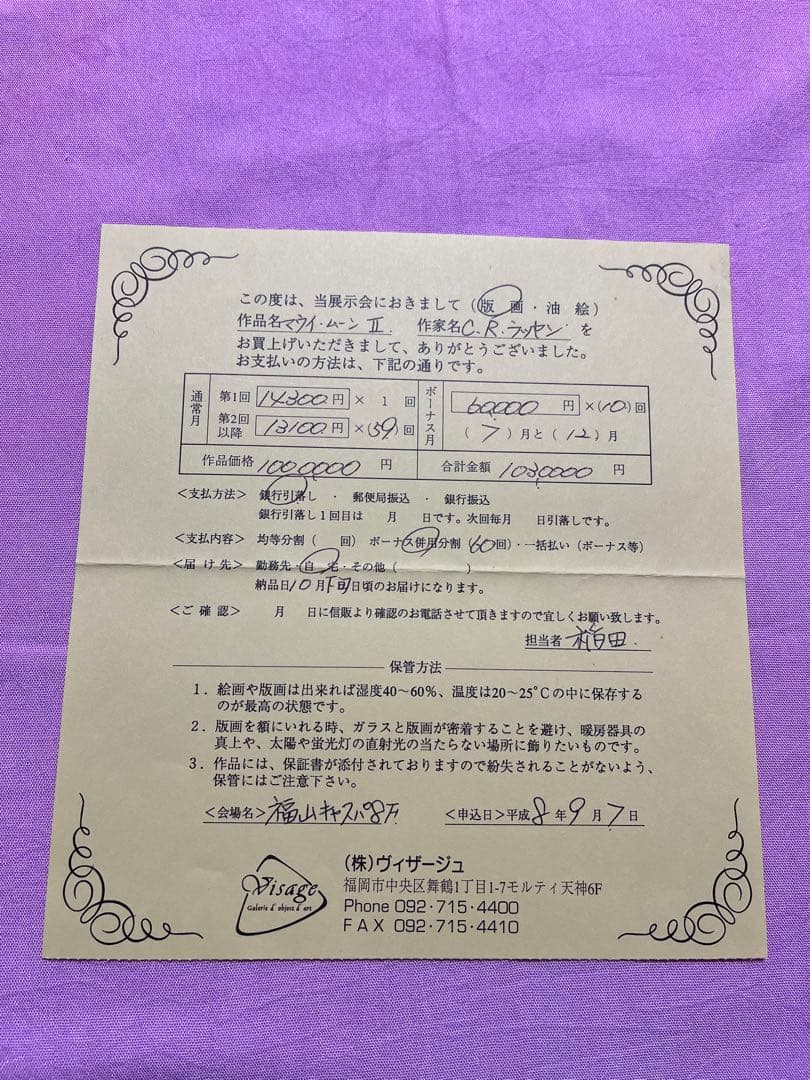 この度は、当展示会におきまして（版 画・油 絵）
作品名マウイ・ムーン Ⅱ. 作家名C.R.ラッセン を
お買上げいただきまして、ありがとうございました。
お支払いの方法は、下記の通りです。
通常月 第1回 14300円 × 1 回
第2回以降 13100円 ×(59)回
ボーナス月 60,000 円 ×(10)回
( 7 )月と( 12 )月
作品価格 1000000 円 合計金額 1030000 円
＜支払方法＞ 銀行引落し ・ 郵便局振込 ・ 銀行振込
銀行引落し1回目は 月 日です。次回毎月 日引落しです。
＜支払内容＞ 均等分割（ 回）ボーナス併用分割（60回）・一括払い（ボーナス等）
＜届け先＞ 勤務先・自 宅・その他（ ）
納品日10月下旬日頃のお届けになります。
＜ご確認＞ 月 日に信販より確認のお電話させて頂きますので宜しくお願い致します。
担当者 稲田.
保管方法
1．絵画や版画は出来れば湿度40～60％、温度は20～25℃の中に保存する
のが最高の状態です。
2．版画を額にいれる時、ガラスと版画が密着することを避け、暖房器具の
真上や、太陽や蛍光灯の直射光の当たらない場所に飾りたいものです。
3．作品には、保証書が添付されておりますので紛失されることがないよう、
保管にはご注意下さい。
＜会場名＞福山キャスパ8F ＜申込日＞平成 8 年 9 月 7 日
Visage
Galerie d' object d' art
（株）ヴィザージュ
福岡市中央区舞鶴1丁目1-7モルティ天神6F
Phone 092・715・4400
FAX 092・715・4410